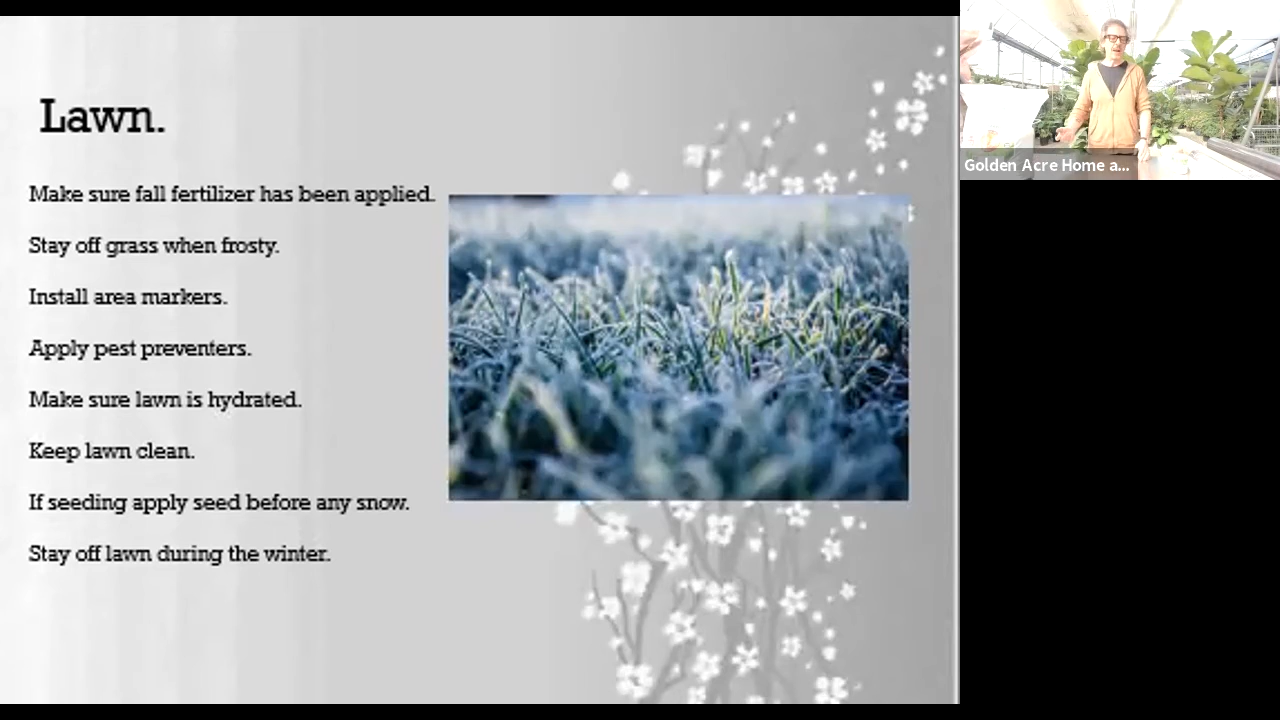 Lawn.
Make sure fall fertilizer has been applied.
Stay off grass when frosty.
Install area markers.
Apply pest preventers.
Make sure lawn is hydrated.
Keep lawn clean.
If seeding apply seed before any snow.
Stay off lawn during the winter.
Golden Acre Home a...